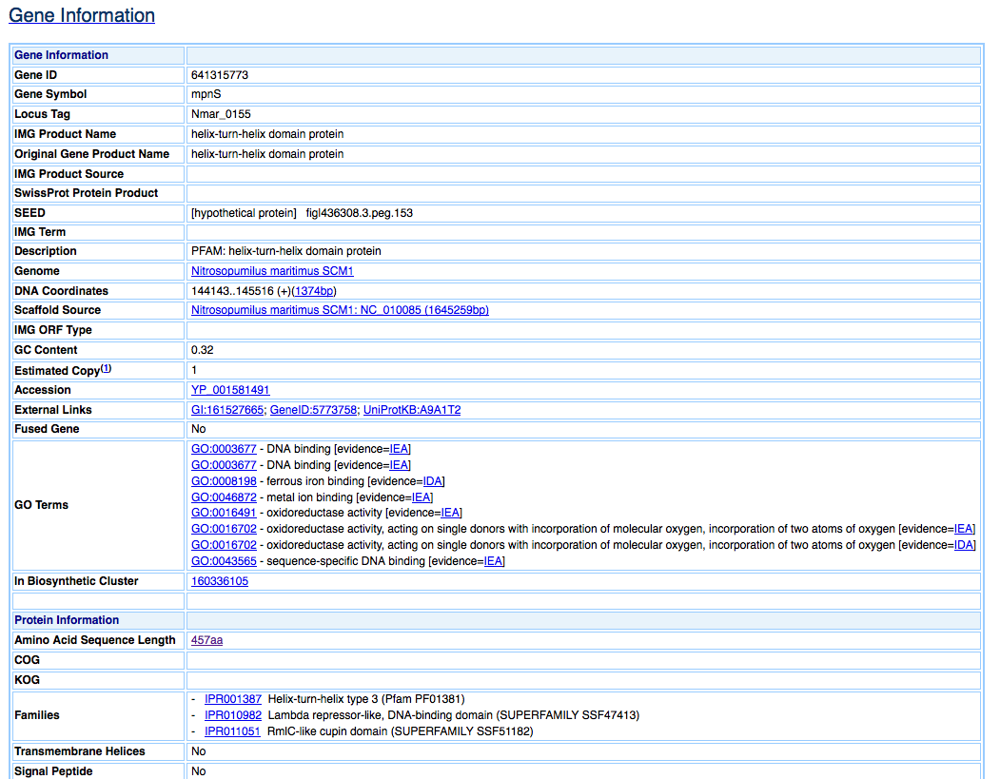 Gene Information
Gene Information
Gene ID 641315773
Gene Symbol mpnS
Locus Tag Nmar_0155
IMG Product Name helix-turn-helix domain protein
Original Gene Product Name helix-turn-helix domain protein
IMG Product Source
SwissProt Protein Product
SEED [hypothetical protein] figl436308.3.peg.153
IMG Term
Description PFAM: helix-turn-helix domain protein
Genome Nitrosopumilus maritimus SCM1
DNA Coordinates 144143..145516 (+)(1374bp)
Scaffold Source Nitrosopumilus maritimus SCM1: NC_010085 (1645259bp)
IMG ORF Type
GC Content 0.32
Estimated Copy(1) 1
Accession YP_001581491
External Links GI:161527665; GeneID:5773758; UniProtKB:A9A1T2
Fused Gene No
GO Terms
GO:0003677 - DNA binding [evidence=IEA]
GO:0003677 - DNA binding [evidence=IEA]
GO:0008198 - ferrous iron binding [evidence=IDA]
GO:0046872 - metal ion binding [evidence=IEA]
GO:0016491 - oxidoreductase activity [evidence=IEA]
GO:0016702 - oxidoreductase activity, acting on single donors with incorporation of molecular oxygen, incorporation of two atoms of oxygen [evidence=IEA]
GO:0016702 - oxidoreductase activity, acting on single donors with incorporation of molecular oxygen, incorporation of two atoms of oxygen [evidence=IDA]
GO:0043565 - sequence-specific DNA binding [evidence=IEA]
In Biosynthetic Cluster 160336105
Protein Information
Amino Acid Sequence Length 457aa
COG
KOG
Families
- IPR001387 Helix-turn-helix type 3 (Pfam PF01381)
- IPR010982 Lambda repressor-like, DNA-binding domain (SUPERFAMILY SSF47413)
- IPR011051 RmlC-like cupin domain (SUPERFAMILY SSF51182)
Transmembrane Helices No
Signal Peptide No